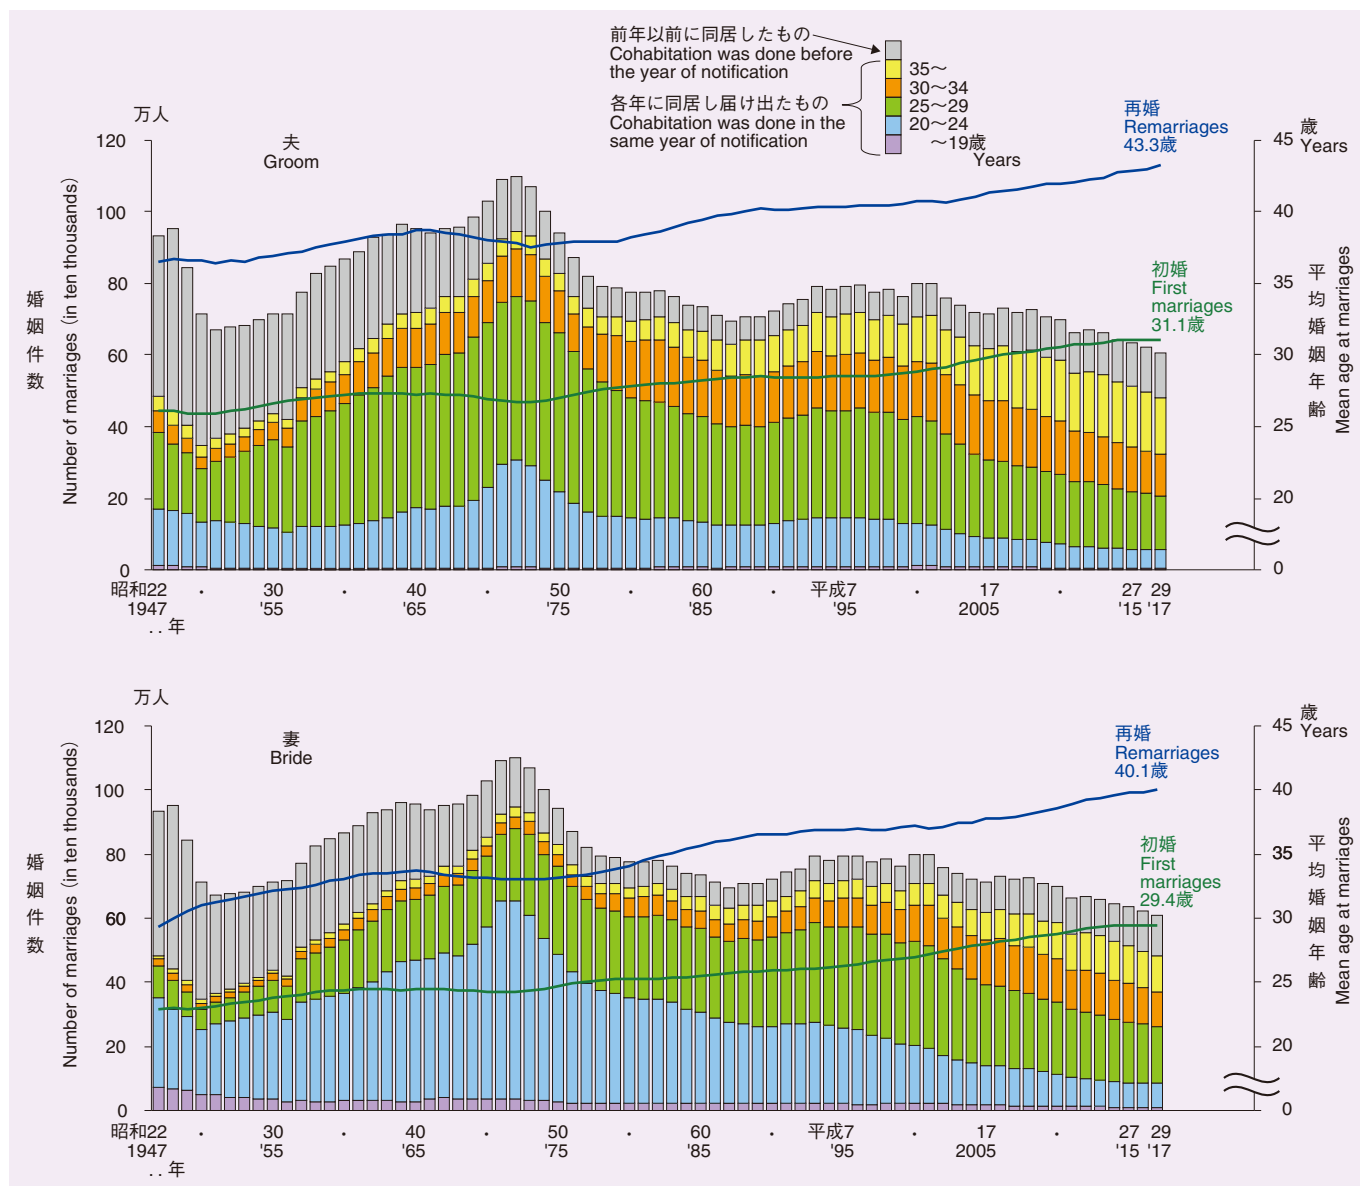 前年以前に同居したもの
Cohabitation was done before
the year of notification
各年に同居し届け出たもの
Cohabitation was done in the
same year of notification
35〜
30〜34
25〜29
20〜24
〜19歳
Years
万人
夫
Groom
再婚
Remarriages
43.3歳
歳
Years
初婚
First
marriages
31.1歳
婚姻件数
Number of marriages (in ten thousands)
平均婚姻年齢
Mean age at marriages
120
100
80
60
40
20
0
45
40
35
30
25
20
0
昭和22 ・ 30 ・ 40 ・ 50 ・ 60 ・ 平成7 ・ 17 ・ 27 29
1947 '55 '65 '75 '85 '95 2005 '15 '17
‥年
万人
妻
Bride
再婚
Remarriages
40.1歳
歳
Years
初婚
First
marriages
29.4歳
婚姻件数
Number of marriages (in ten thousands)
平均婚姻年齢
Mean age at marriages
120
100
80
60
40
20
0
45
40
35
30
25
20
0
昭和22 ・ 30 ・ 40 ・ 50 ・ 60 ・ 平成7 ・ 17 ・ 27 29
1947 '55 '65 '75 '85 '95 2005 '15 '17
‥年